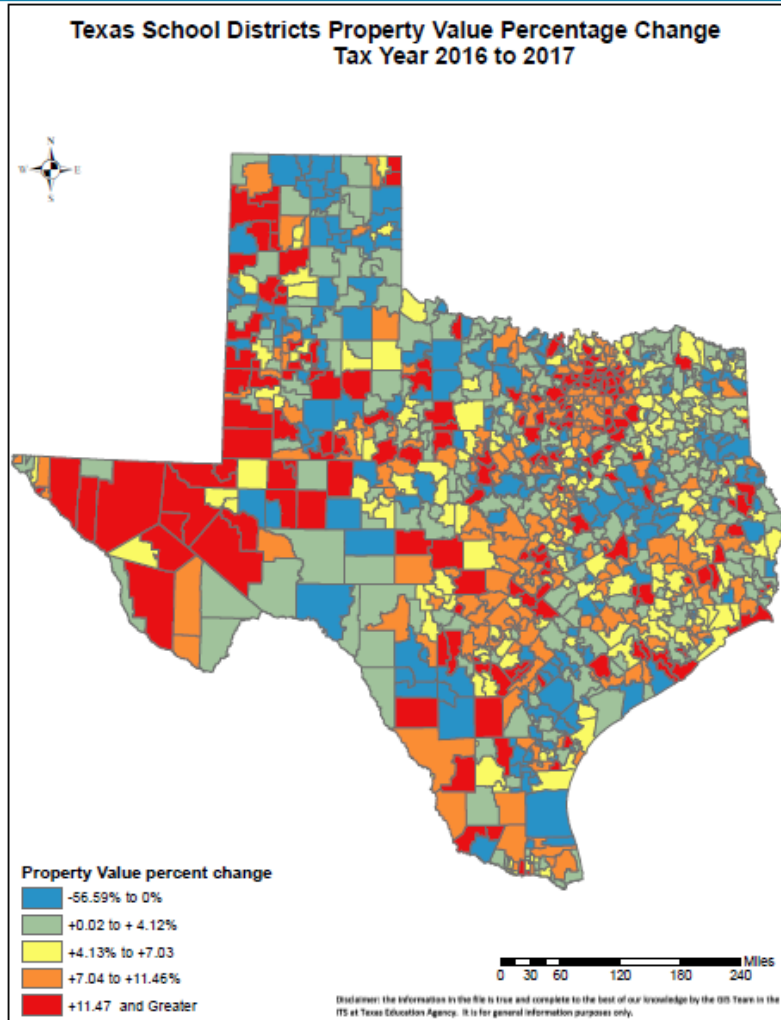 Texas School Districts Property Value Percentage Change
Tax Year 2016 to 2017
N
W E
S
Property Value percent change
-56.59% to 0%
+0.02 to + 4.12%
+4.13% to +7.03
+7.04 to +11.46%
+11.47 and Greater
Miles
0 30 60 120 180 240
Disclaimer: the information in the file is true and complete to the best of our knowledge by the GIS Team in the
ITS at Texas Education Agency. It is for general information purposes only.